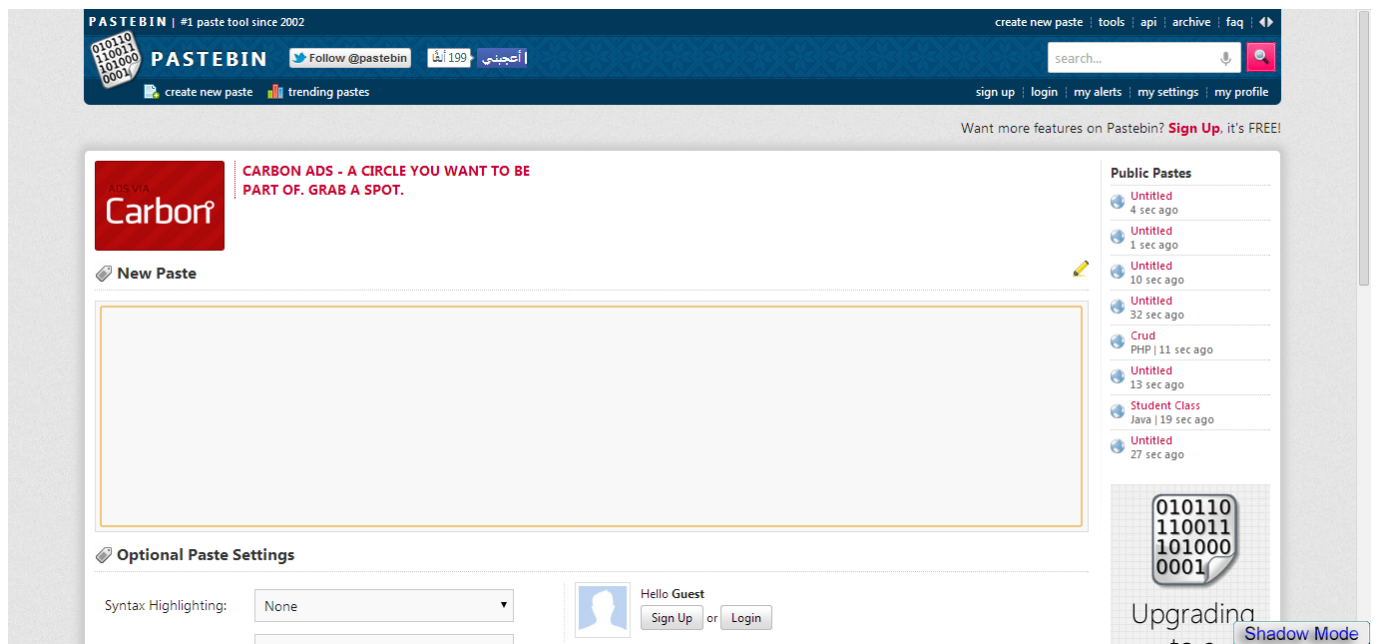 PASTEBIN | #1 paste tool since 2002
create new paste ¦ tools ¦ api ¦ archive ¦ faq ¦
010110
110011
101000
0001
PASTEBIN
Follow @pastebin
199 ألفًا
أعجبني
search...
create new paste
trending pastes
sign up ¦ login ¦ my alerts ¦ my settings ¦ my profile
Want more features on Pastebin? Sign Up, it's FREE!
ADS VIA
Carbon
CARBON ADS - A CIRCLE YOU WANT TO BE
PART OF. GRAB A SPOT.
New Paste
Public Pastes
Untitled
4 sec ago
Untitled
1 sec ago
Untitled
10 sec ago
Untitled
32 sec ago
Crud
PHP | 11 sec ago
Untitled
13 sec ago
Student Class
Java | 19 sec ago
Untitled
27 sec ago
010110
110011
101000
0001
Upgrading
Optional Paste Settings
Syntax Highlighting:
None
Hello Guest
Sign Up or Login
Shadow Mode